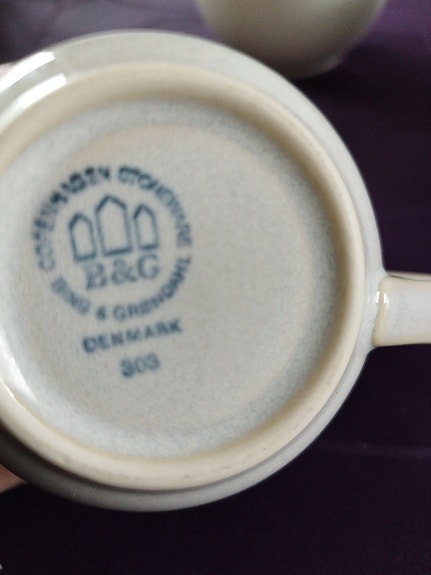 COPENHAGEN STONEWARE
B&G
BING & GRØNDAHL
DENMARK
303